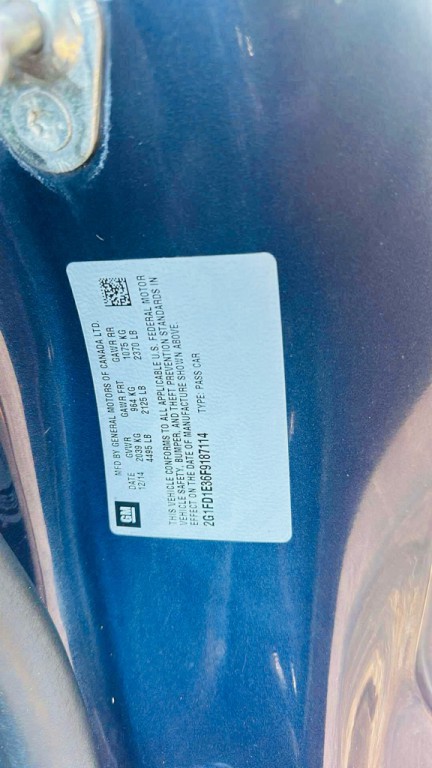 GM
MFD BY GENERAL MOTORS OF CANADA LTD.
DATE GVWR GAWR FRT GAWR RR
12/14 2039 KG 964 KG 1075 KG
4495 LB 2125 LB 2370 LB
THIS VEHICLE CONFORMS TO ALL APPLICABLE U.S. FEDERAL MOTOR
VEHICLE SAFETY, BUMPER, AND THEFT PREVENTION STANDARDS IN
EFFECT ON THE DATE OF MANUFACTURE SHOWN ABOVE.
2G1FD1E36F9187114 TYPE: PASS CAR